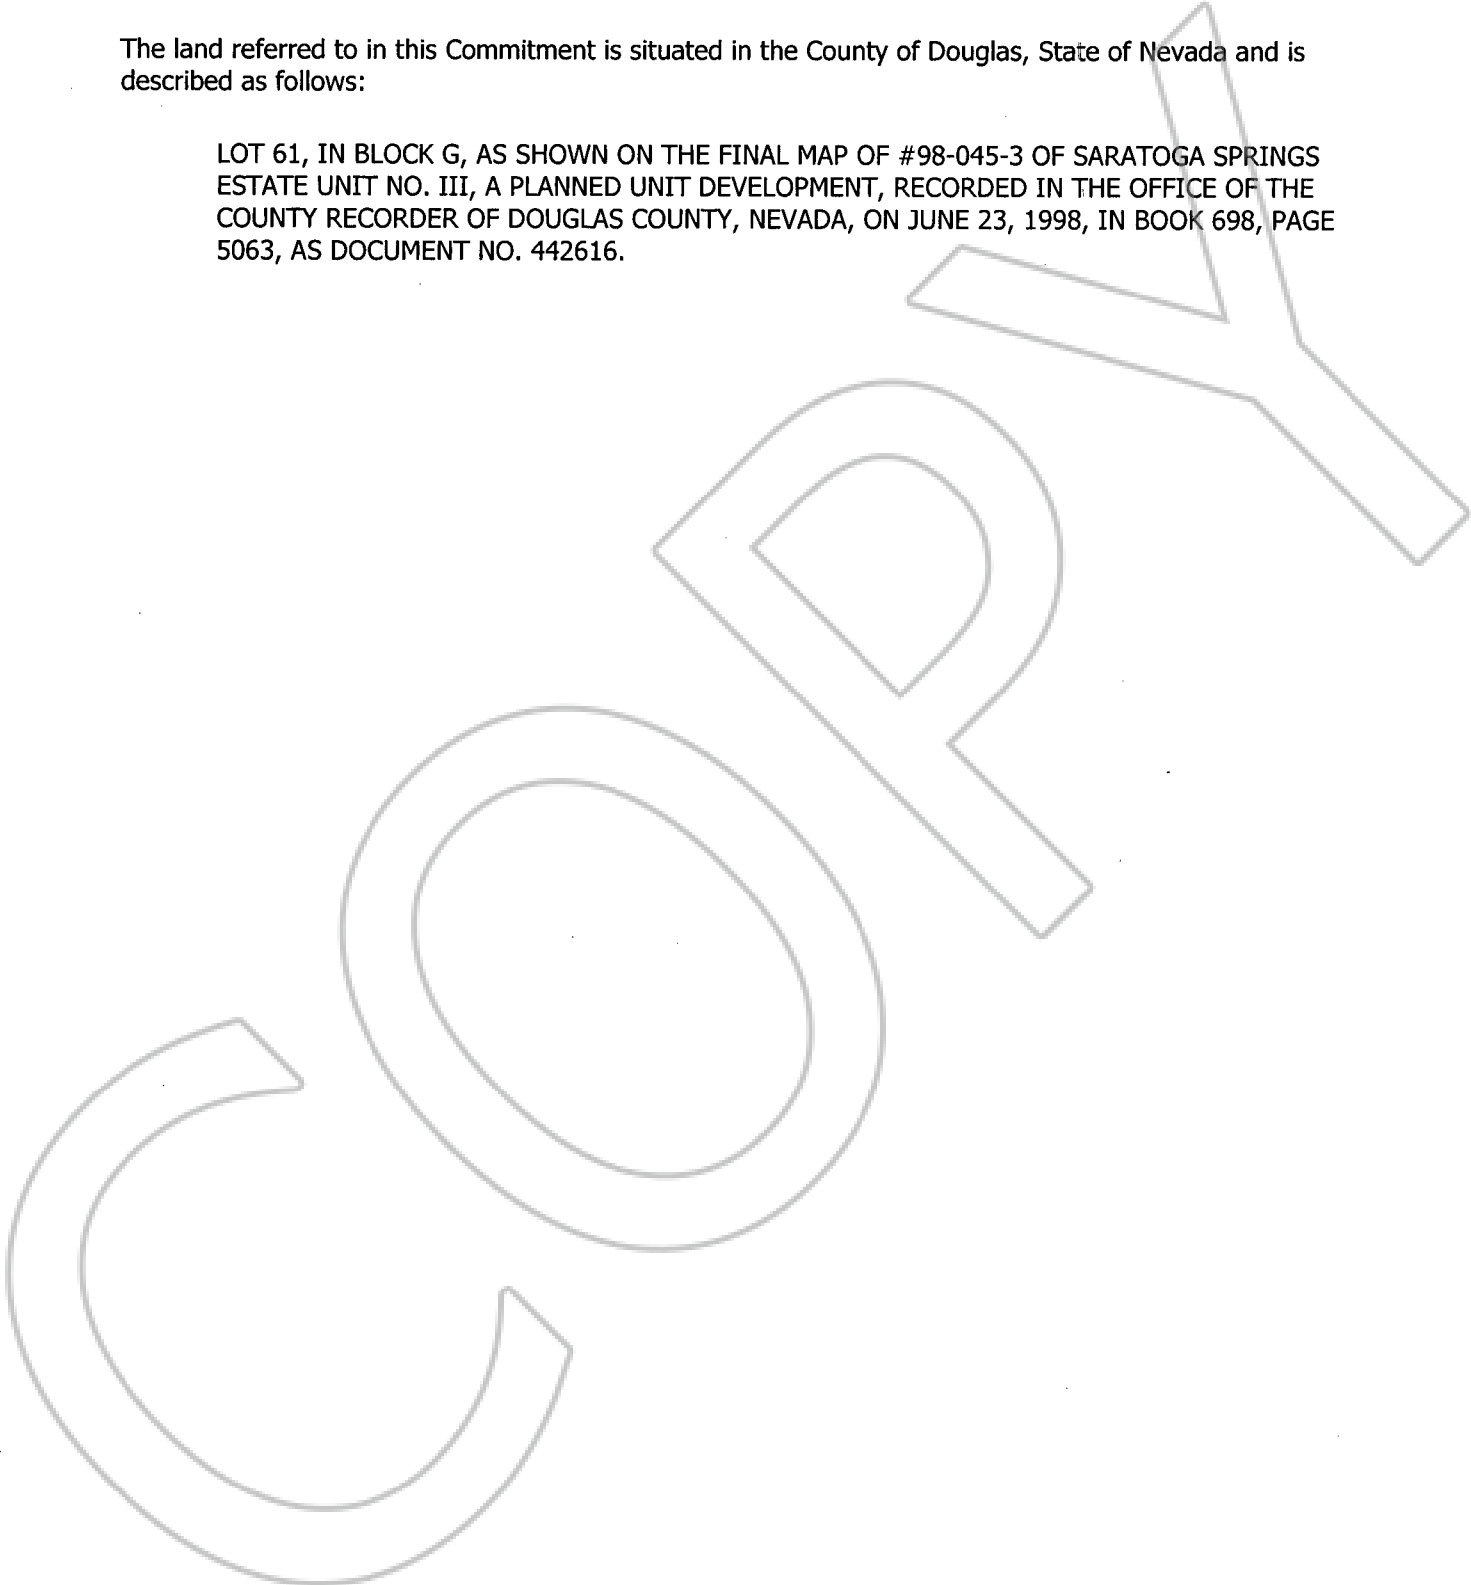 The land referred to in this Commitment is situated in the County of Douglas, State of Nevada and is
described as follows:
LOT 61, IN BLOCK G, AS SHOWN ON THE FINAL MAP OF #98-045-3 OF SARATOGA SPRINGS
ESTATE UNIT NO. III, A PLANNED UNIT DEVELOPMENT, RECORDED IN THE OFFICE OF THE
COUNTY RECORDER OF DOUGLAS COUNTY, NEVADA, ON JUNE 23, 1998, IN BOOK 698, PAGE
5063, AS DOCUMENT NO. 442616.
COPY